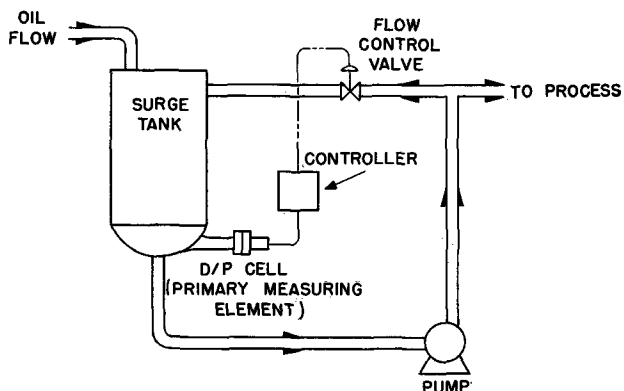 OIL
FLOW
FLOW
CONTROL
VALVE
TO PROCESS
SURGE
TANK
CONTROLLER
D/P CELL
(PRIMARY MEASURING
ELEMENT)
PUMP